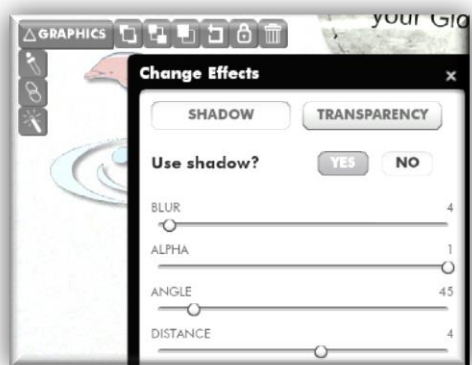 GRAPHICS
your Glo
Change Effects
×
SHADOW TRANSPARENCY
Use shadow? YES NO
BLUR 4
ALPHA 1
ANGLE 45
DISTANCE 4